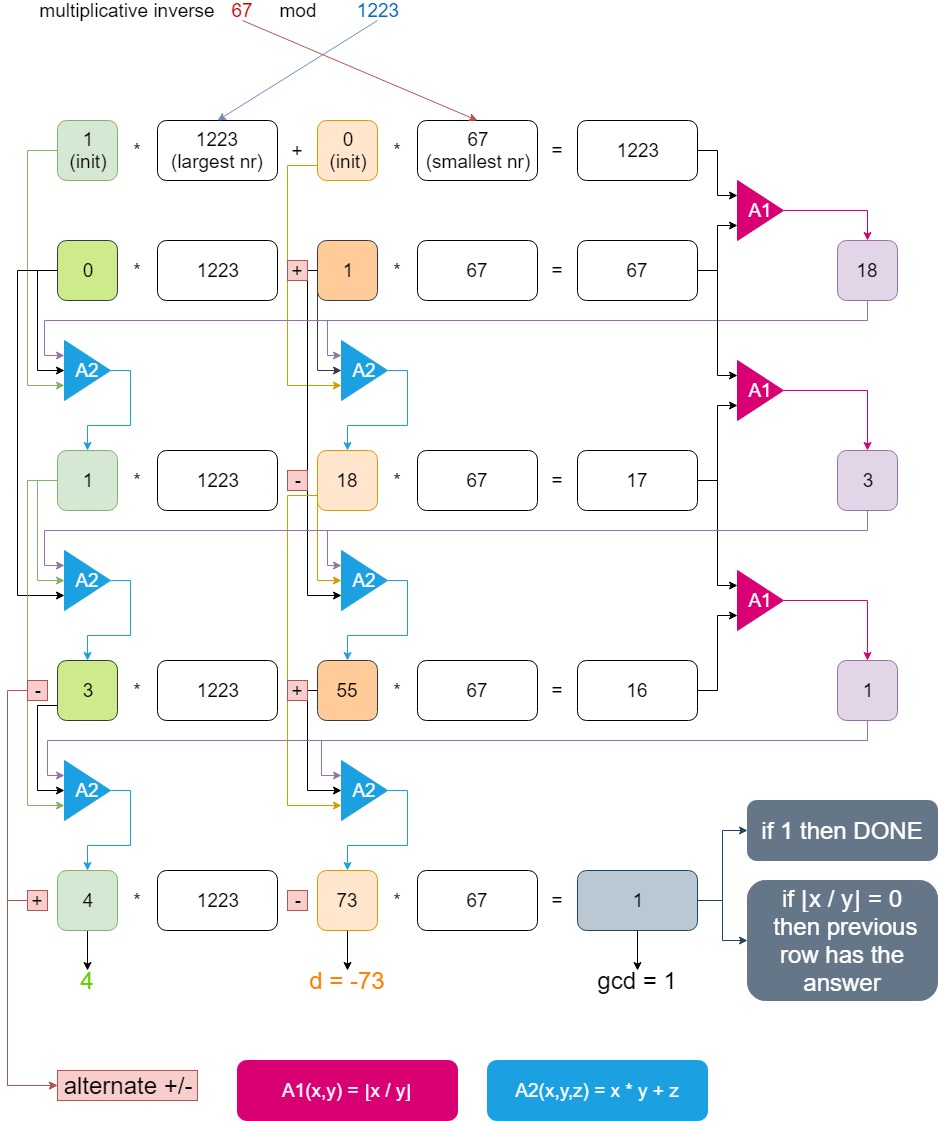 multiplicative inverse 67 mod 1223
1 * 1223 + 0 * 67 = 1223
(init) (largest nr) (init) (smallest nr)
A1
0 * 1223 + 1 * 67 = 67 18
A2 A2 A1
1 * 1223 - 18 * 67 = 17 3
A2 A2 A1
- 3 * 1223 + 55 * 67 = 16 1
A2 A2
if 1 then DONE
+ 4 * 1223 - 73 * 67 = 1
if ⌊x / y⌋ = 0
then previous
row has the
answer
4 d = -73 gcd = 1
alternate +/-
A1(x,y) = ⌊x / y⌋ A2(x,y,z) = x * y + z